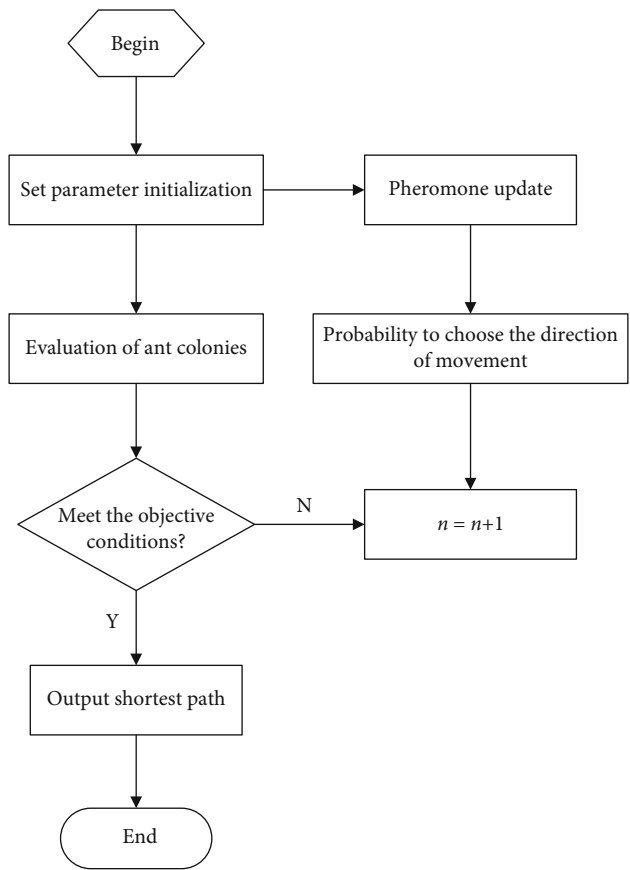 Begin
Set parameter initialization
Pheromone update
Evaluation of ant colonies
Probability to choose the direction
of movement
Meet the objective
conditions?
N
n = n+1
Y
Output shortest path
End